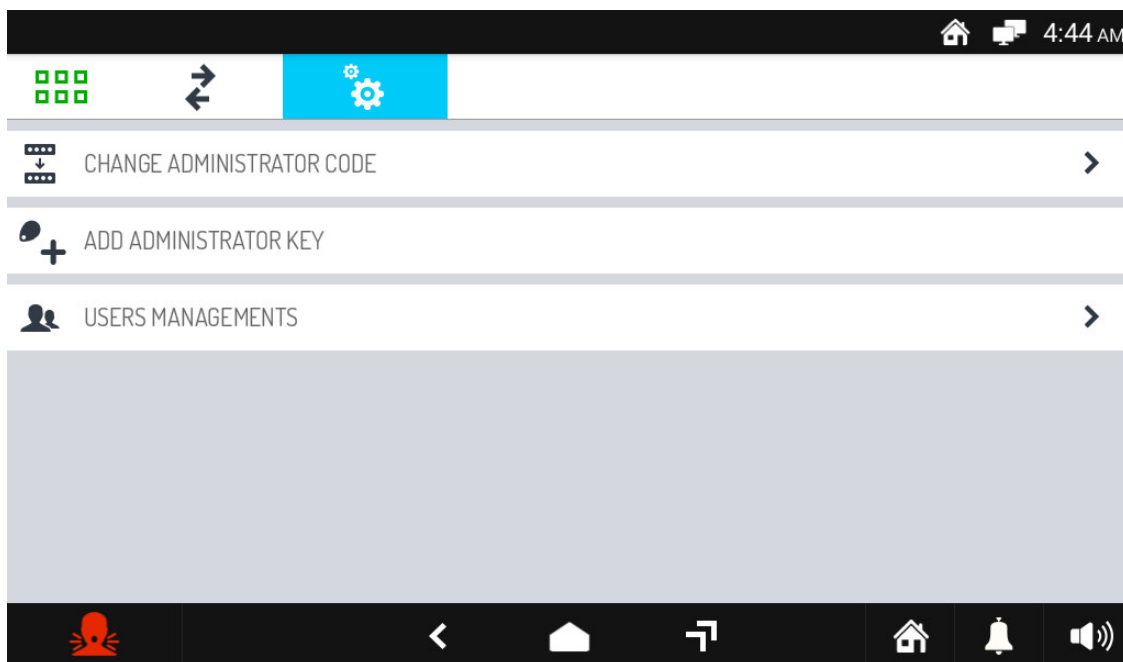 4:44 AM
CHANGE ADMINISTRATOR CODE
ADD ADMINISTRATOR KEY
USERS MANAGEMENTS